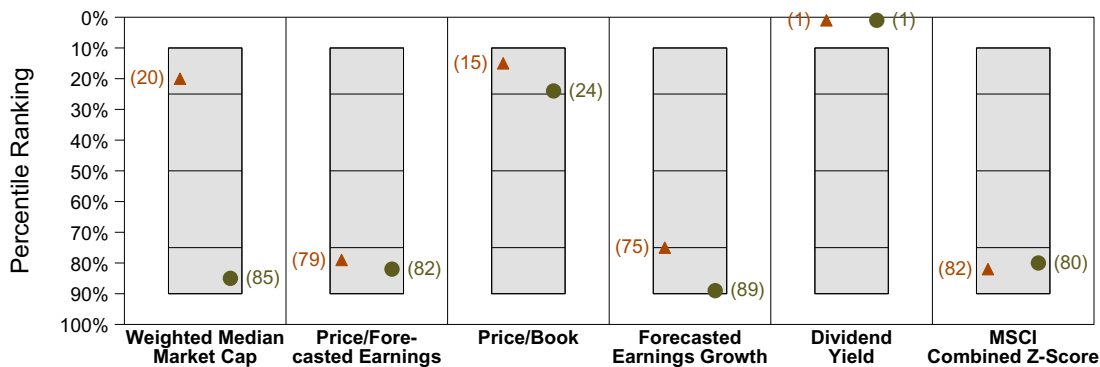 Percentile Ranking
0%
10%
20%
30%
40%
50%
60%
70%
80%
90%
100%
(20)
(85)
(79)
(82)
(15)
(24)
(75)
(89)
(1)
(1)
(82)
(80)
Weighted Median
Market Cap
Price/Fore-
casted Earnings
Price/Book
Forecasted
Earnings Growth
Dividend
Yield
MSCI
Combined Z-Score